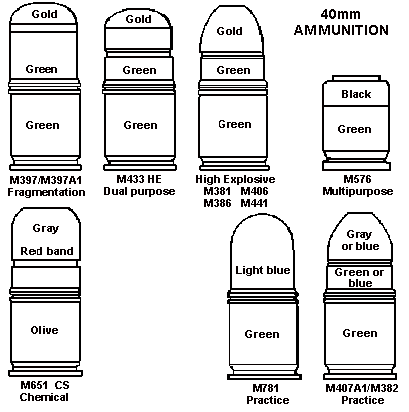 40mm
AMMUNITION
Gold
Green
Green
M397/M397A1
Fragmentation
Gold
Green
Green
M433 HE
Dual purpose
Gold
Green
Green
High Explosive
M381 M406
M386 M441
Black
Green
M576
Multipurpose
Gray
Red band
Olive
M651 CS
Chemical
Light blue
Green
M781
Practice
Gray
or blue
Green or
blue
Green
M407A1/M382
Practice